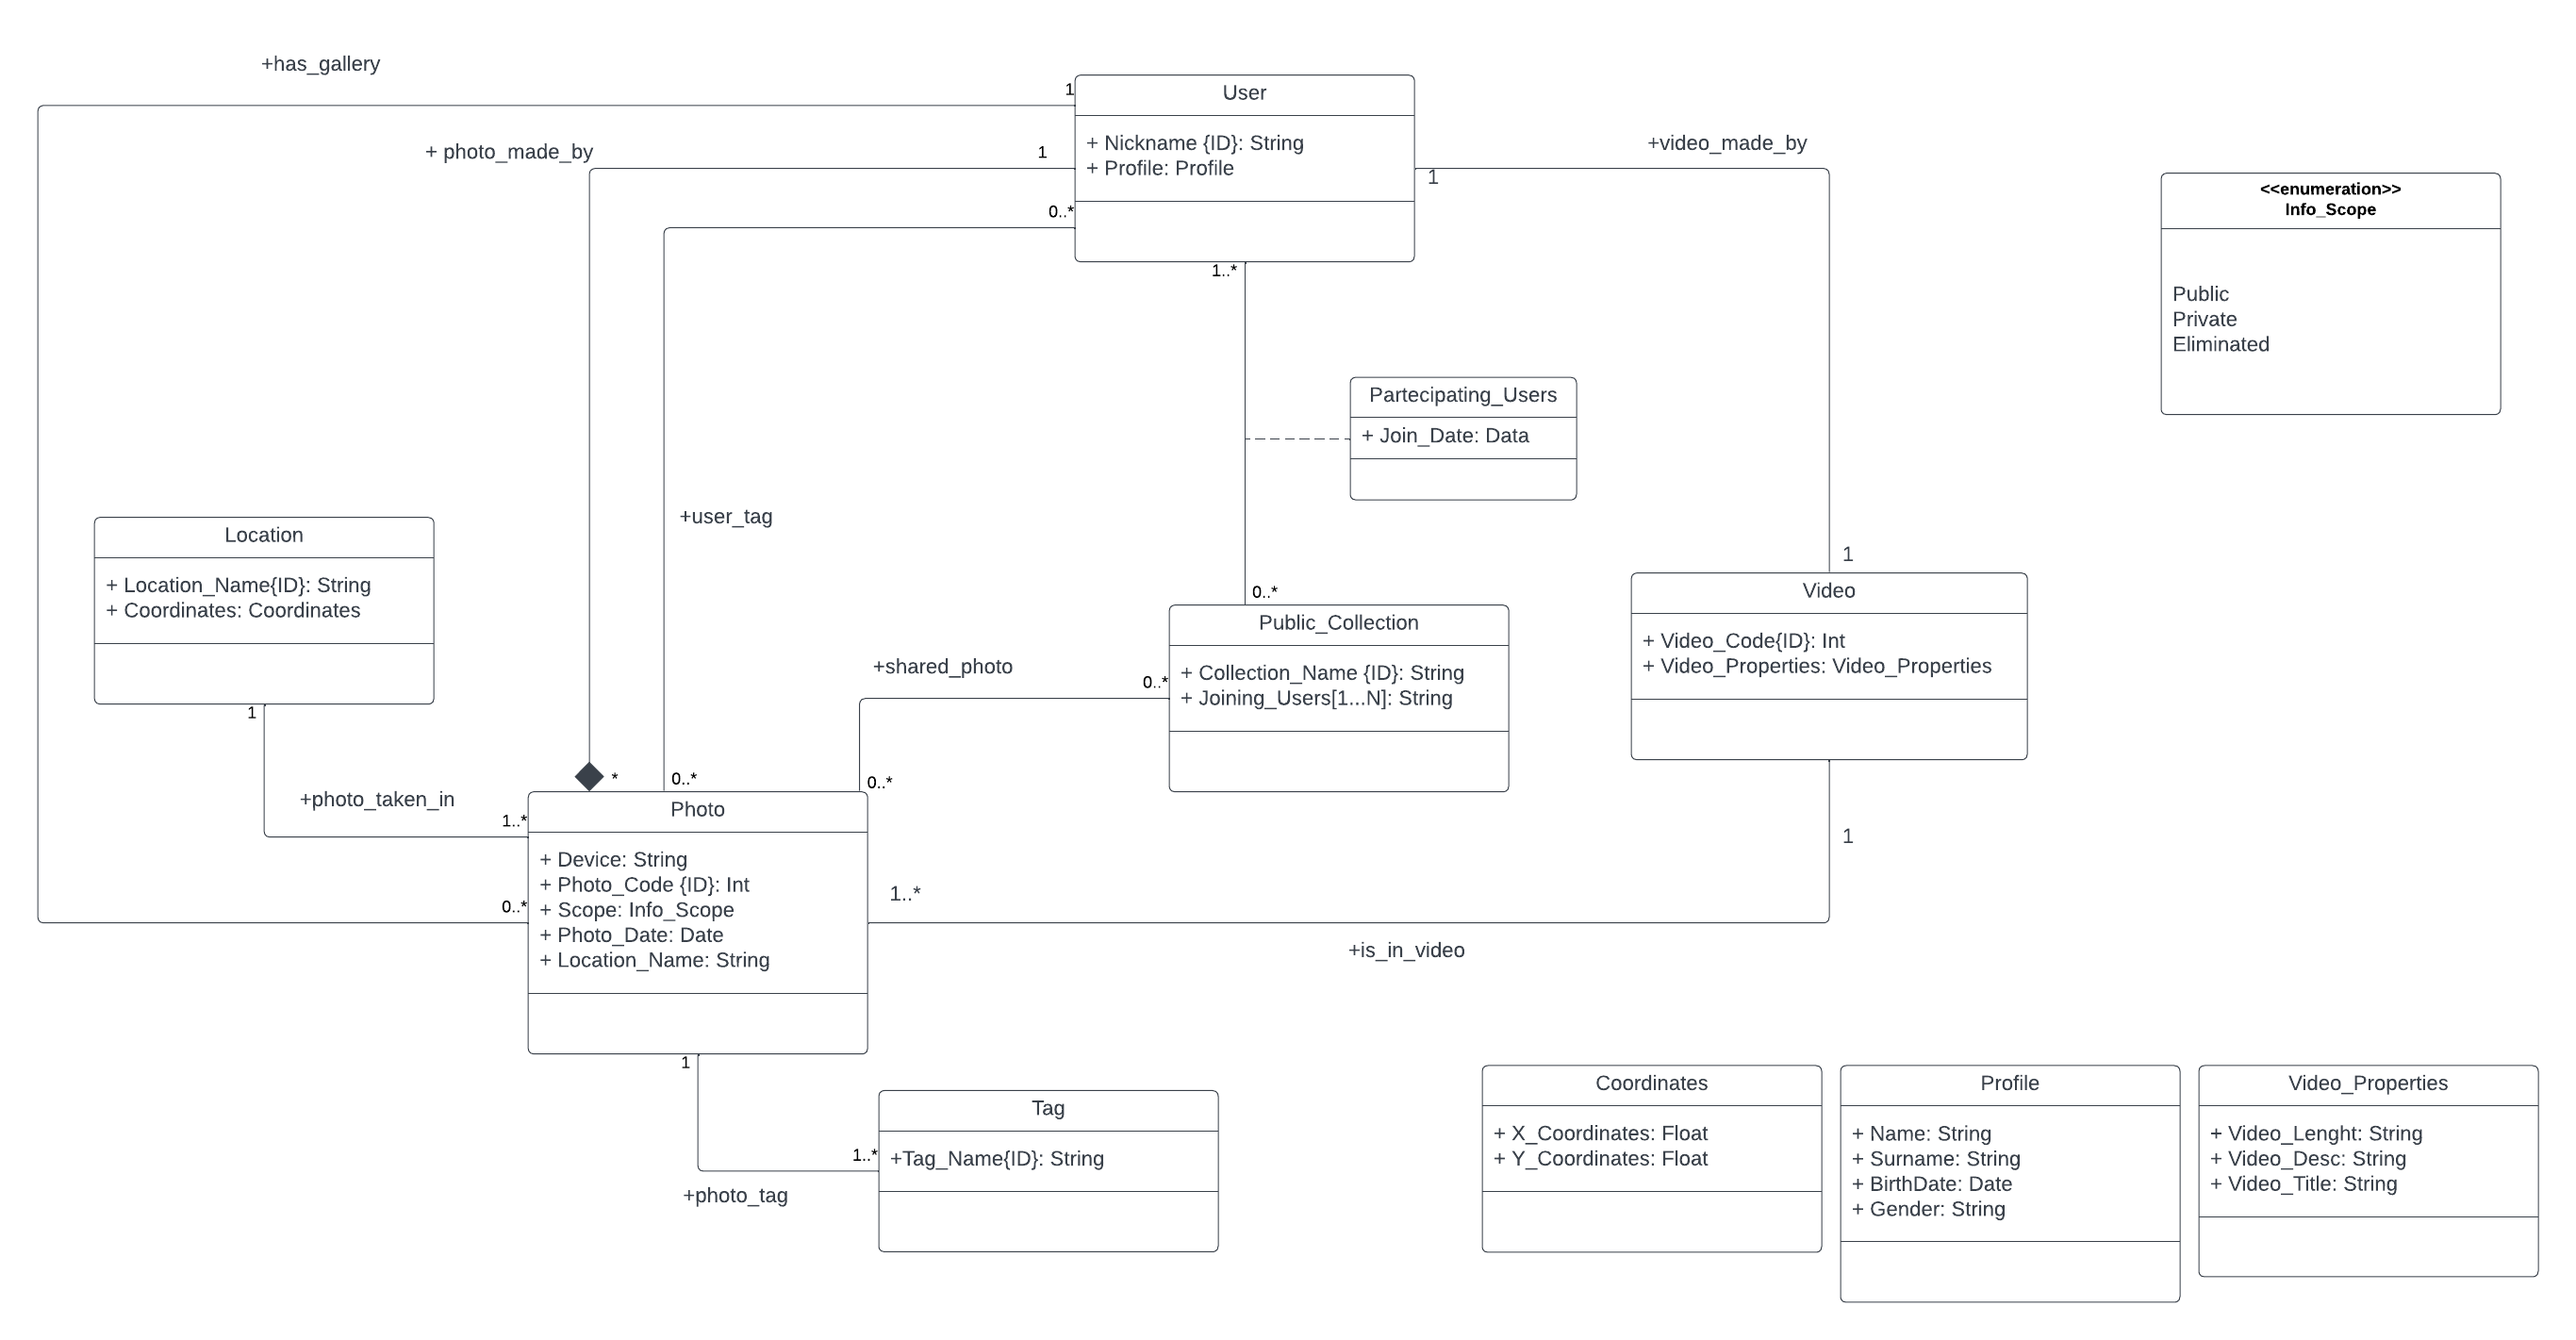 +has_gallery
1
User
+ Nickname {ID}: String
+ Profile: Profile
+ photo_made_by
1
0..*
1..*
+video_made_by
1
<<enumeration>>
Info_Scope
Public
Private
Eliminated
Partecipating_Users
+ Join_Date: Data
+user_tag
Location
+ Location_Name{ID}: String
+ Coordinates: Coordinates
1
1
Video
+ Video_Code{ID}: Int
+ Video_Properties: Video_Properties
0..*
Public_Collection
+ Collection_Name {ID}: String
+ Joining_Users[1...N]: String
+shared_photo
0..*
*
0..*
0..*
+photo_taken_in
1..*
Photo
+ Device: String
+ Photo_Code {ID}: Int
+ Scope: Info_Scope
+ Photo_Date: Date
+ Location_Name: String
0..*
1..*
1
+is_in_video
1
Tag
+Tag_Name{ID}: String
1..*
+photo_tag
Coordinates
+ X_Coordinates: Float
+ Y_Coordinates: Float
Profile
+ Name: String
+ Surname: String
+ BirthDate: Date
+ Gender: String
Video_Properties
+ Video_Lenght: String
+ Video_Desc: String
+ Video_Title: String